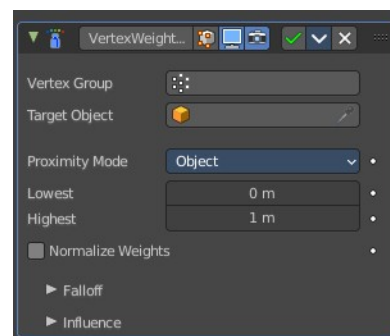 VertexWeight...
Vertex Group
Target Object
Proximity Mode Object
Lowest 0 m
Highest 1 m
Normalize Weights
Falloff
Influence